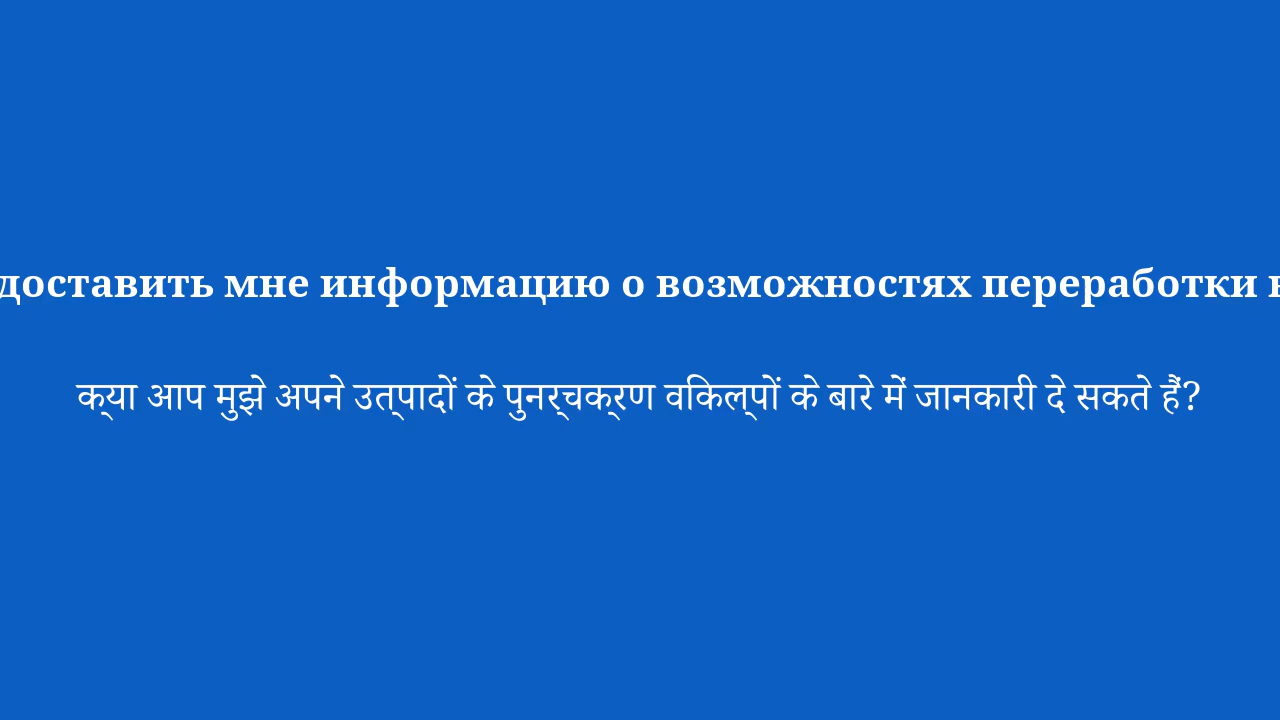 доставить мне информацию о возможностях переработки
क्या आप मुझे अपने उत्पादों के पुनर्चक्रण विकल्पों के बारे में जानकारी दे सकते हैं?